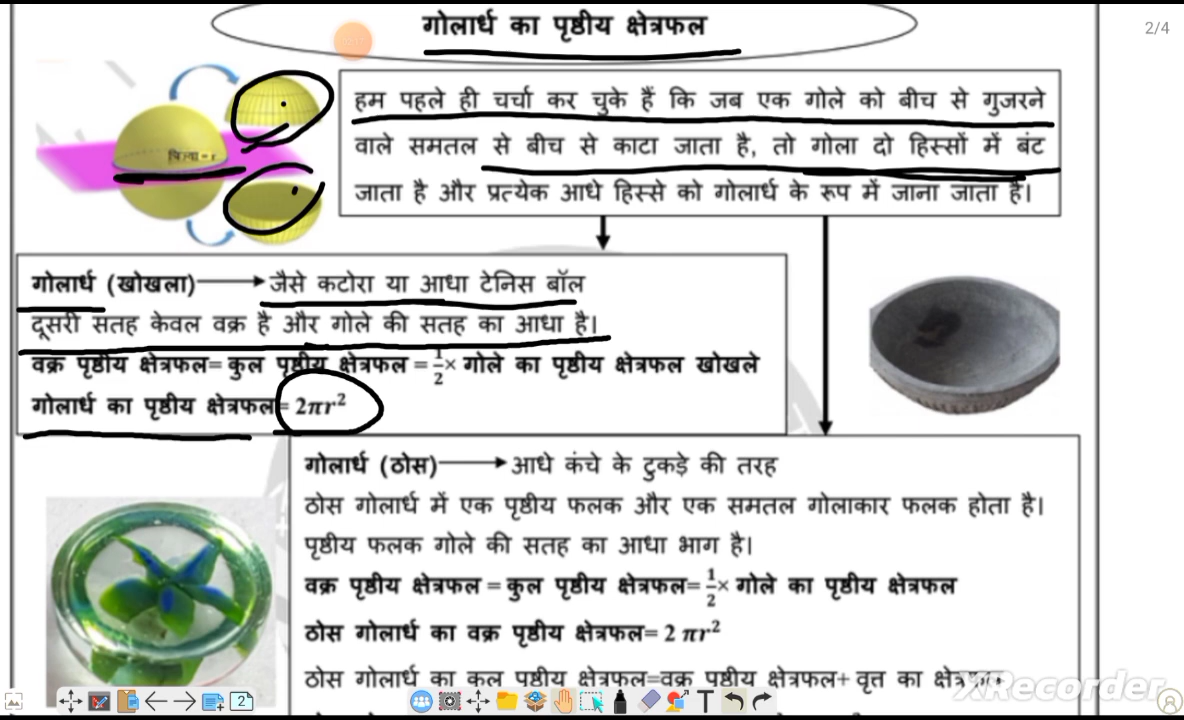 गोलार्ध का पृष्ठीय क्षेत्रफल
2/4
त्रिज्या = r
हम पहले ही चर्चा कर चुके हैं कि जब एक गोले को बीच से गुजरने
वाले समतल से बीच से काटा जाता है, तो गोला दो हिस्सों में बंट
जाता है और प्रत्येक आधे हिस्से को गोलार्ध के रूप में जाना जाता है।
गोलार्ध (खोखला)⟶जैसे कटोरा या आधा टेनिस बॉल
दूसरी सतह केवल वक्र है और गोले की सतह का आधा है।
वक्र पृष्ठीय क्षेत्रफल= कुल पृष्ठीय क्षेत्रफल =1/2× गोले का पृष्ठीय क्षेत्रफल खोखले
गोलार्ध का पृष्ठीय क्षेत्रफल= 2πr²
गोलार्ध (ठोस)⟶आधे कंचे के टुकड़े की तरह
ठोस गोलार्ध में एक पृष्ठीय फलक और एक समतल गोलाकार फलक होता है।
पृष्ठीय फलक गोले की सतह का आधा भाग है।
वक्र पृष्ठीय क्षेत्रफल = कुल पृष्ठीय क्षेत्रफल=1/2× गोले का पृष्ठीय क्षेत्रफल
ठोस गोलार्ध का वक्र पृष्ठीय क्षेत्रफल= 2 πr²
ठोस गोलार्ध का कुल पृष्ठीय क्षेत्रफल=वक्र पृष्ठीय क्षेत्रफल+ वृत्त का
XRecorder
2